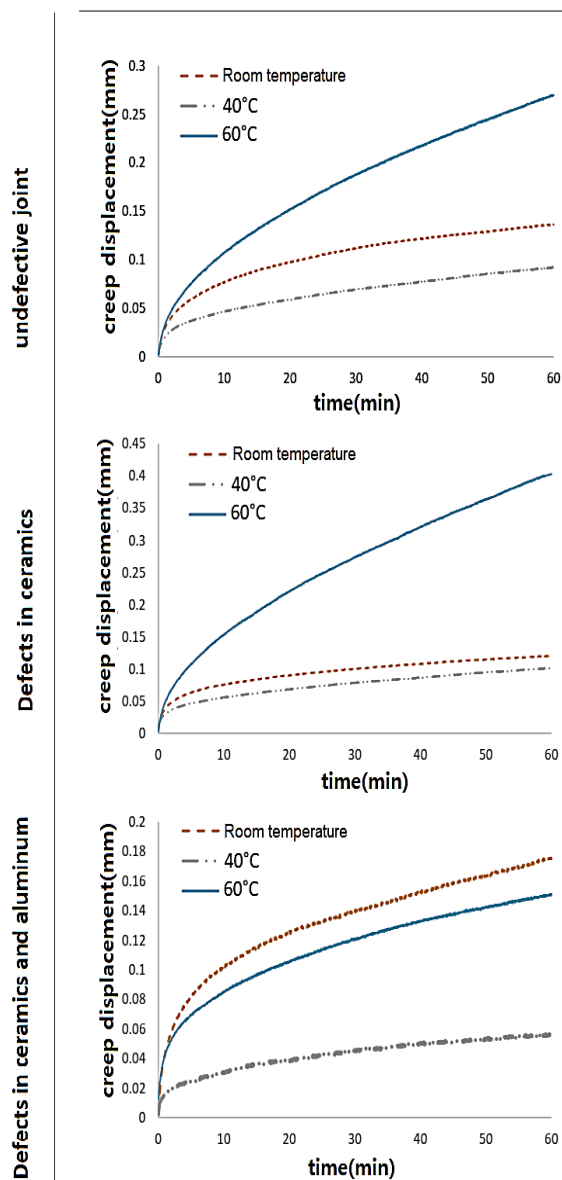 undefective joint
creep displacement(mm)
0.3
0.25
0.2
0.15
0.1
0.05
0
Room temperature
40°C
60°C
0 10 20 30 40 50 60
time(min)
Defects in ceramics
creep displacement(mm)
0.45
0.4
0.35
0.3
0.25
0.2
0.15
0.1
0.05
0
Room temperature
40°C
60°C
0 10 20 30 40 50 60
time(min)
Defects in ceramics and aluminum
creep displacement(mm)
0.2
0.18
0.16
0.14
0.12
0.1
0.08
0.06
0.04
0.02
0
Room temperature
40°C
60°C
0 10 20 30 40 50 60
time(min)